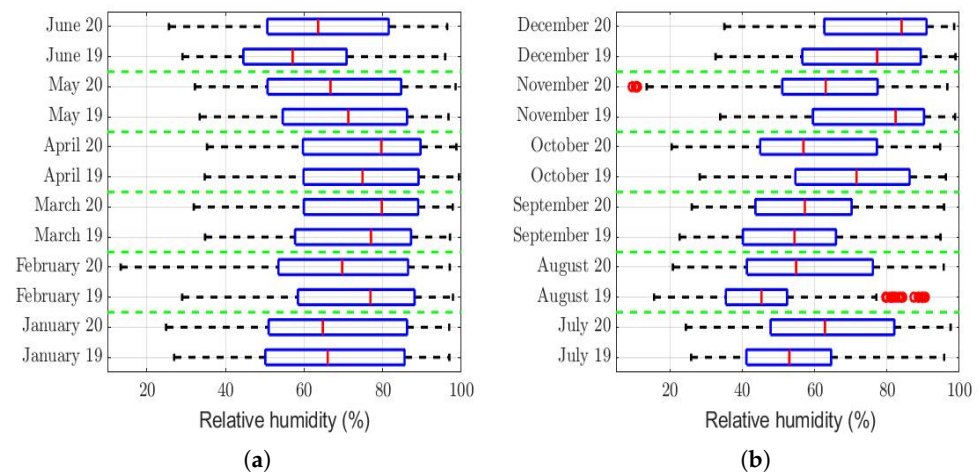 June 20
June 19
May 20
May 19
April 20
April 19
March 20
March 19
February 20
February 19
January 20
January 19
20 40 60 80 100
Relative humidity (%)
(a)
December 20
December 19
November 20
November 19
October 20
October 19
September 20
September 19
August 20
August 19
July 20
July 19
20 40 60 80 100
Relative humidity (%)
(b)